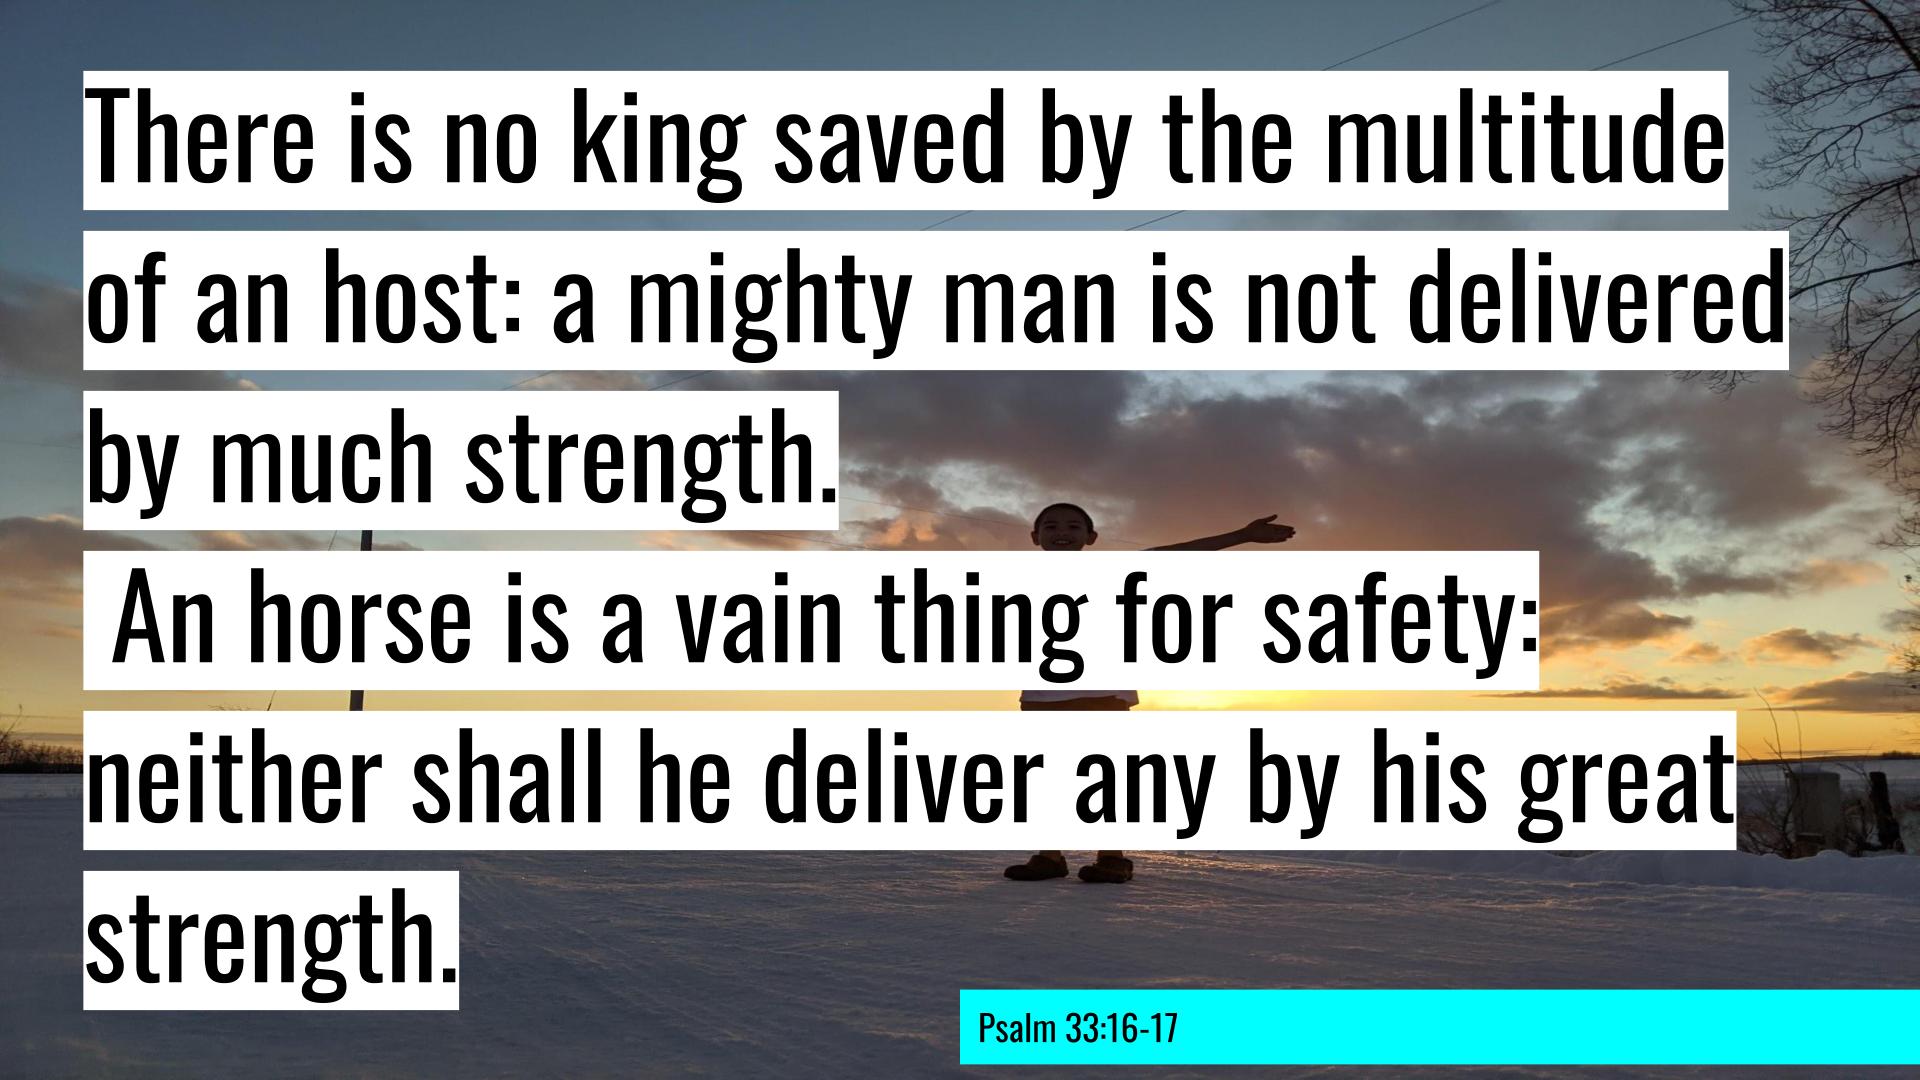 There is no king saved by the multitude
of an host: a mighty man is not delivered
by much strength.
An horse is a vain thing for safety:
neither shall he deliver any by his great
strength.
Psalm 33:16-17